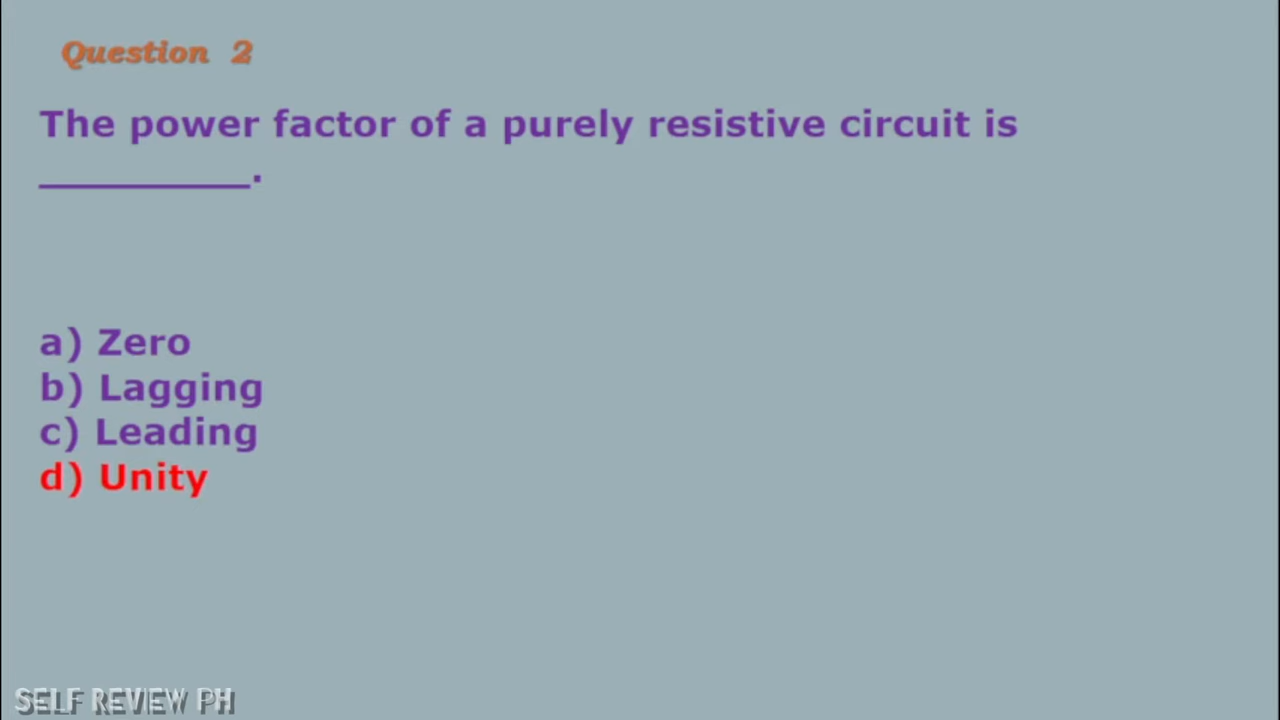 Question 2
The power factor of a purely resistive circuit is
__________.
a) Zero
b) Lagging
c) Leading
d) Unity
SELF REVIEW PH